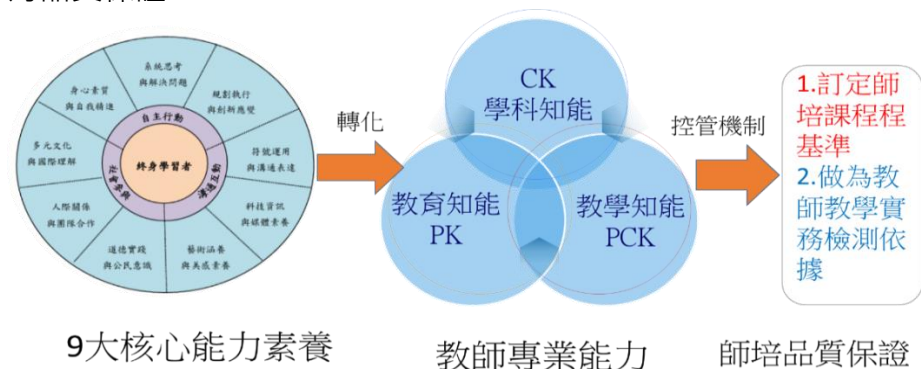 系統思考
與解決問題
規劃執行
與創新應變
符號運用
與溝通表達
科技資訊
與媒體素養
藝術涵養
與美感素養
道德實踐
與公民意識
人際關係
與團隊合作
多元文化
與國際理解
身心素質
與自我精進
自主行動
溝通互動
社會參與
終身學習者
9大核心能力素養
轉化
CK
學科知能
教育知能
PK
教學知能
PCK
教師專業能力
控管機制
1.訂定師
培課程程
基準
2.做為教
師教學實
務檢測依
據
師培品質保證